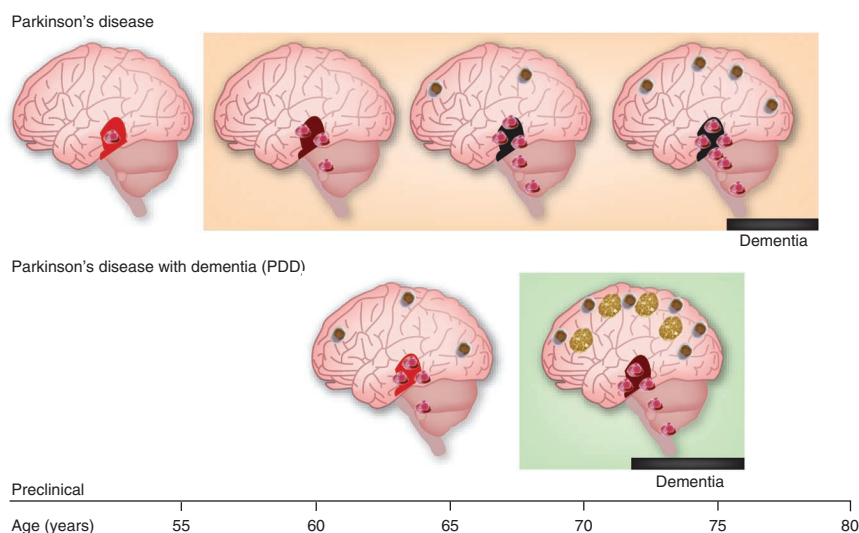 Parkinson's disease
Dementia
Parkinson's disease with dementia (PDD)
Dementia
Preclinical
Age (years) 55 60 65 70 75 80